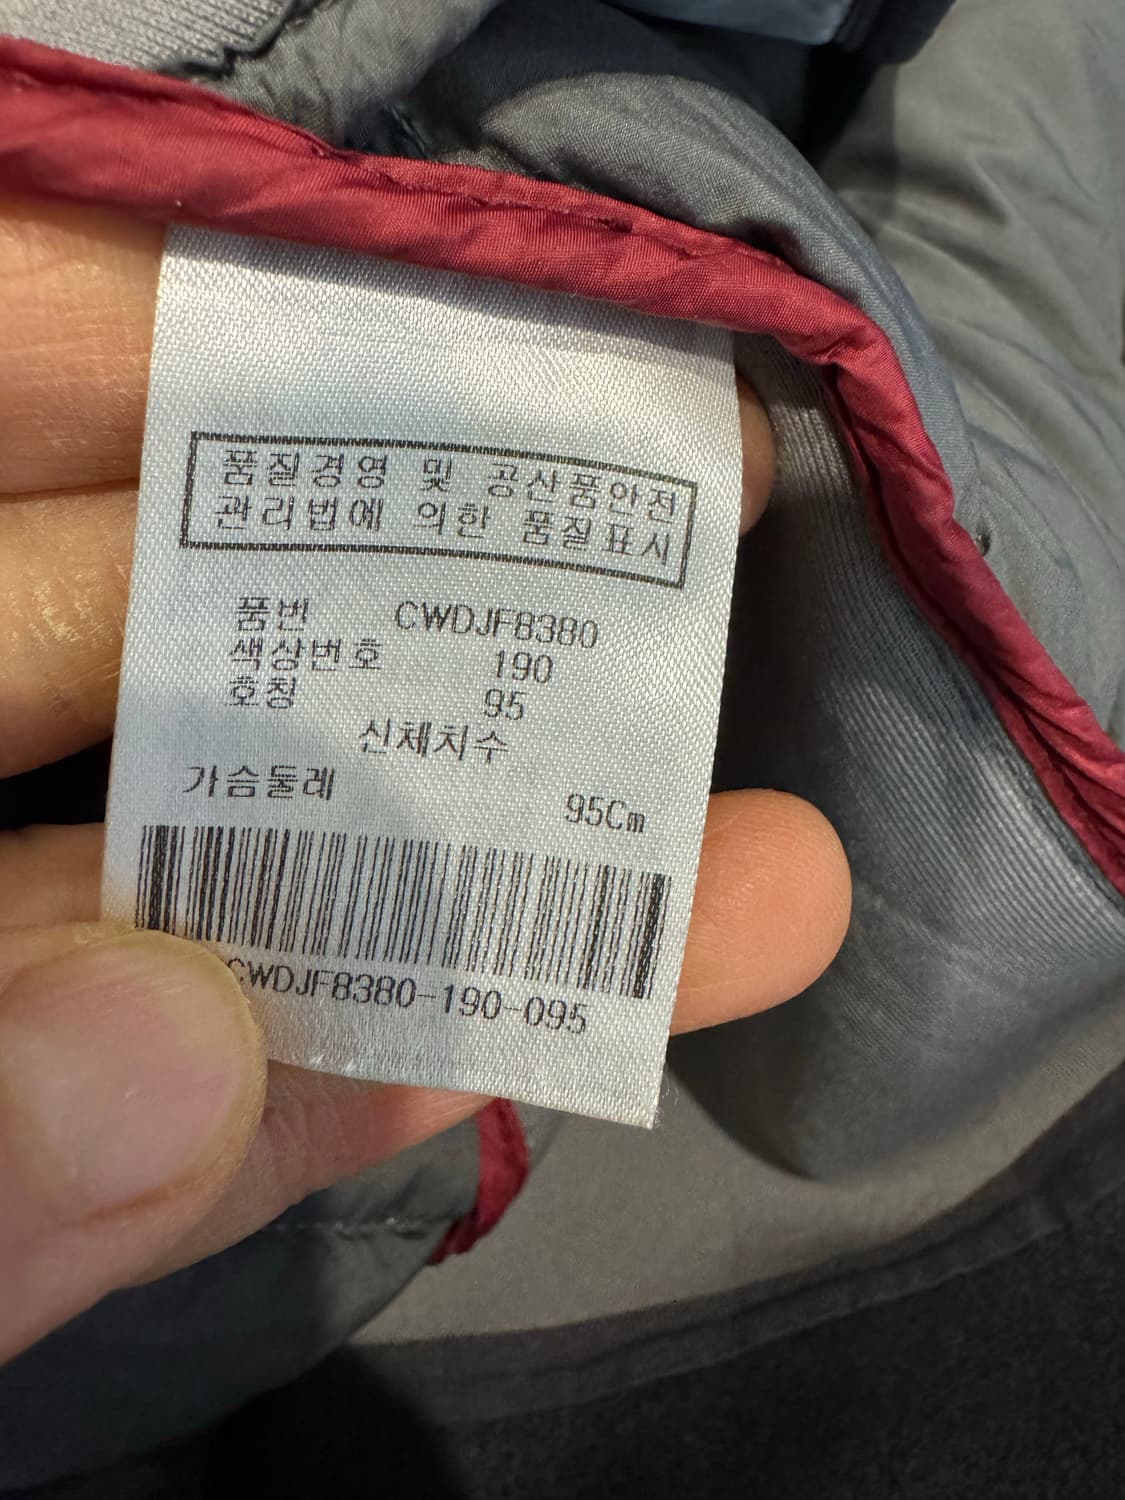 품질경영 및 공산품안전
관리법에 의한 품질표시
품번 CWDJF8380
색상번호 190
호칭 95
신체치수
가슴둘레 95Cm
CWDJF8380-190-095